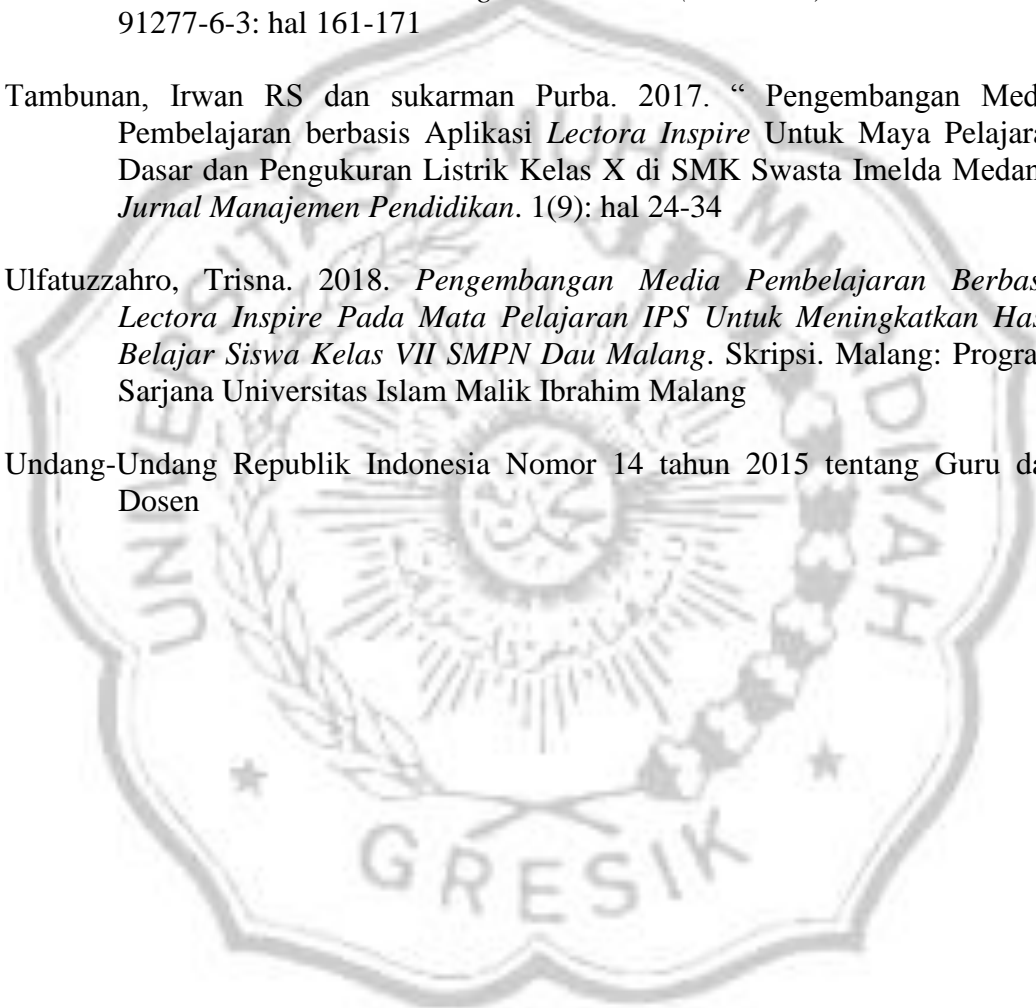 91277-6-3: hal 161-171
Tambunan, Irwan RS dan sukarman Purba. 2017. “ Pengembangan Med
Pembelajaran berbasis Aplikasi Lectora Inspire Untuk Maya Pelajara
Dasar dan Pengukuran Listrik Kelas X di SMK Swasta Imelda Medan
Jurnal Manajemen Pendidikan. 1(9): hal 24-34
Ulfatuzzahro, Trisna. 2018. Pengembangan Media Pembelajaran Berbas
Lectora Inspire Pada Mata Pelajaran IPS Untuk Meningkatkan Has
Belajar Siswa Kelas VII SMPN Dau Malang. Skripsi. Malang: Progra
Sarjana Universitas Islam Malik Ibrahim Malang
Undang-Undang Republik Indonesia Nomor 14 tahun 2015 tentang Guru da
Dosen
UNIVERSITAS MUHAMMADIYAH
GRESIK